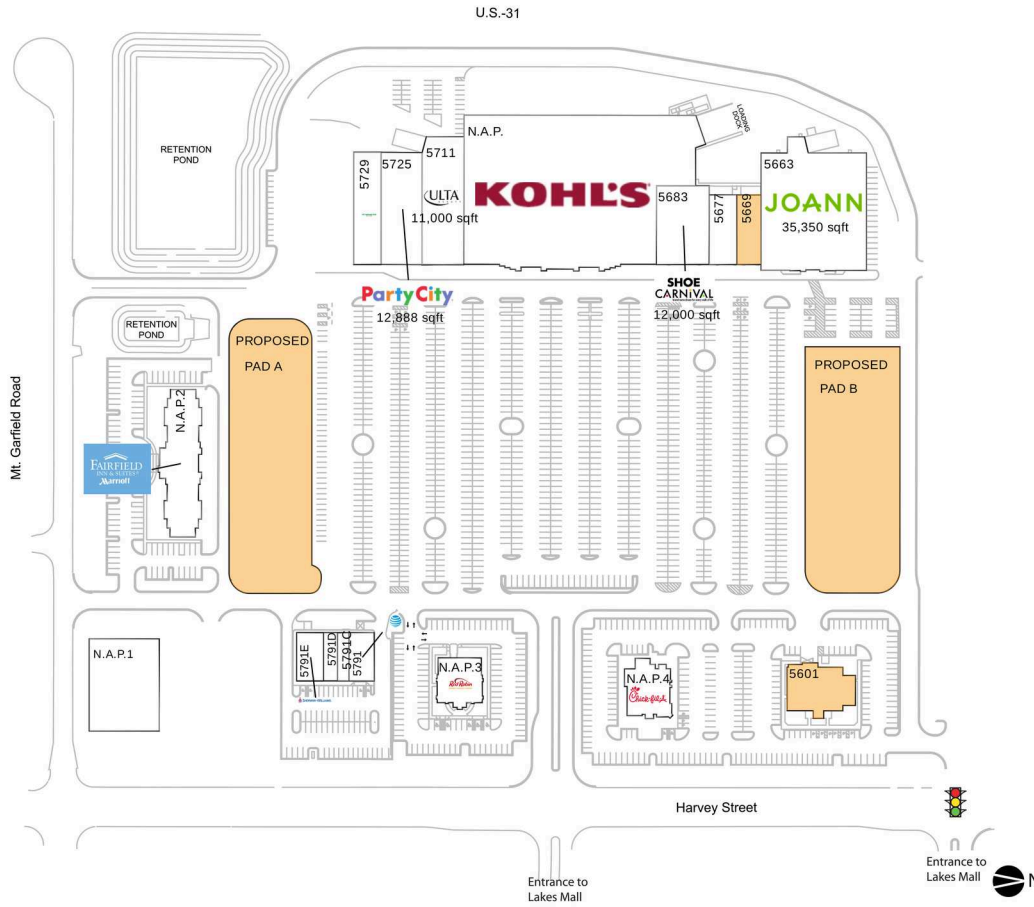 U.S.-31
RETENTION
POND
N.A.P.
LOADING
DOCK
5729
5725
5711
ULTA
11,000 sqft
KOHL'S
5683
5677
5669
5663
JOANN
35,350 sqft
PartyCity
12,888 sqft
SHOE
CARNIVAL
12,000 sqft
RETENTION
POND
PROPOSED
PAD A
PROPOSED
PAD B
Mt. Garfield Road
N.A.P.2
FAIRFIELD
INN & SUITES
Marriott
N.A.P.1
5791E
5791D
5791C
5791
N.A.P.3
Red Robin
N.A.P.4
Chick-fil-A
5601
Harvey Street
Entrance to
Lakes Mall
Entrance to
Lakes Mall
N